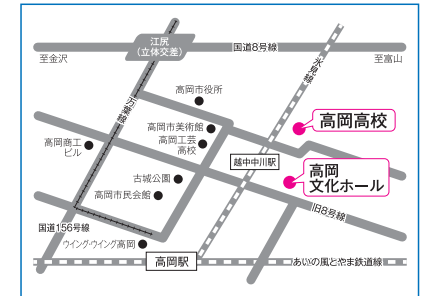 江尻
（立体交差）
国道8号線
至金沢
至富山
氷見線
高岡市役所
万葉線
高岡高校
高岡市美術館
高岡工芸
高校
高岡商工
ビル
越中中川駅
高岡
文化ホール
古城公園
高岡市民会館
旧8号線
国道156号線
ウイング・ウイング高岡
高岡駅
あいの風とやま鉄道線